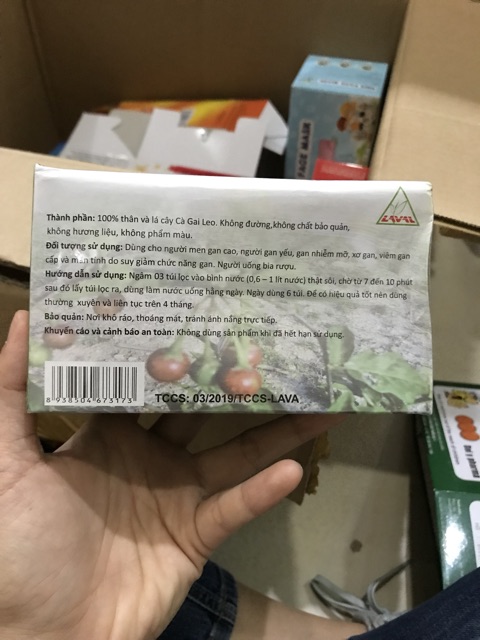 LAVAL
FACE MASK
Thành phần: 100% thân và lá cây Cà Gai Leo. Không đường,không chất bảo quản,
không hương liệu, không phẩm màu.
Đối tượng sử dụng: Dùng cho người men gan cao, người gan yếu, gan nhiễm mỡ, xơ gan, viêm gan
cấp và mãn tính do suy giảm chức năng gan. Người uống bia rượu.
Hướng dẫn sử dụng: Ngâm 03 túi lọc vào bình nước (0,6 – 1 lít nước) thật sôi, chờ từ 7 đến 10 phút
sau đó lấy túi lọc ra, dùng làm nước uống hằng ngày. Ngày dùng 6 túi. Để có hiệu quả tốt nên dùng
thường xuyên và liên tục trên 4 tháng.
Bảo quản: Nơi khô ráo, thoáng mát, tránh ánh nắng trực tiếp.
Khuyến cáo và cảnh báo an toàn: Không dùng sản phẩm khi đã hết hạn sử dụng.
8 938504 673173
TCCS: 03/2019/TCCS-LAVA